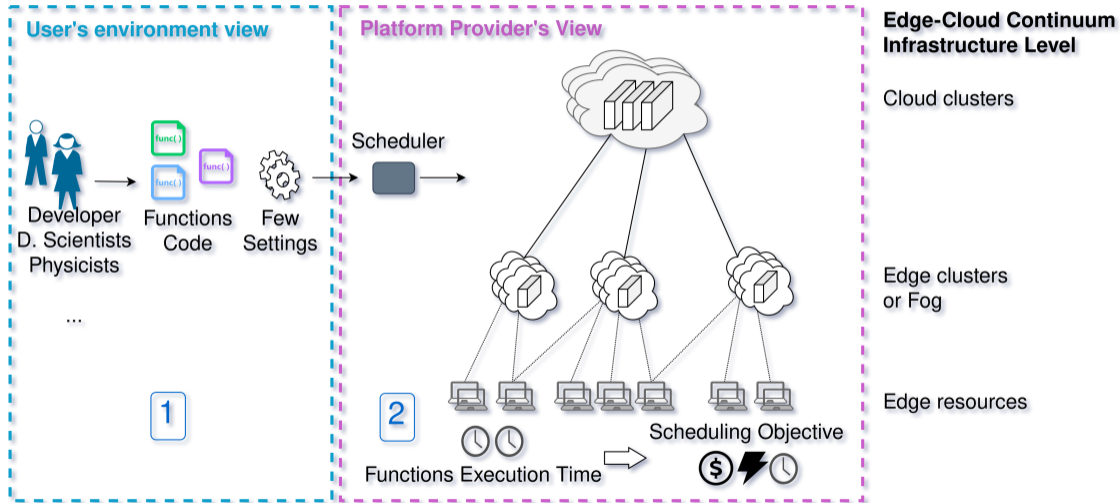 User's environment view
Platform Provider's View
Edge-Cloud Continuum
Infrastructure Level
Cloud clusters
func( )
func( )
func( )
Scheduler
Developer
D. Scientists
Physicists
...
Functions
Code
Few
Settings
Edge clusters
or Fog
1
2
Edge resources
Functions Execution Time
Scheduling Objective
$